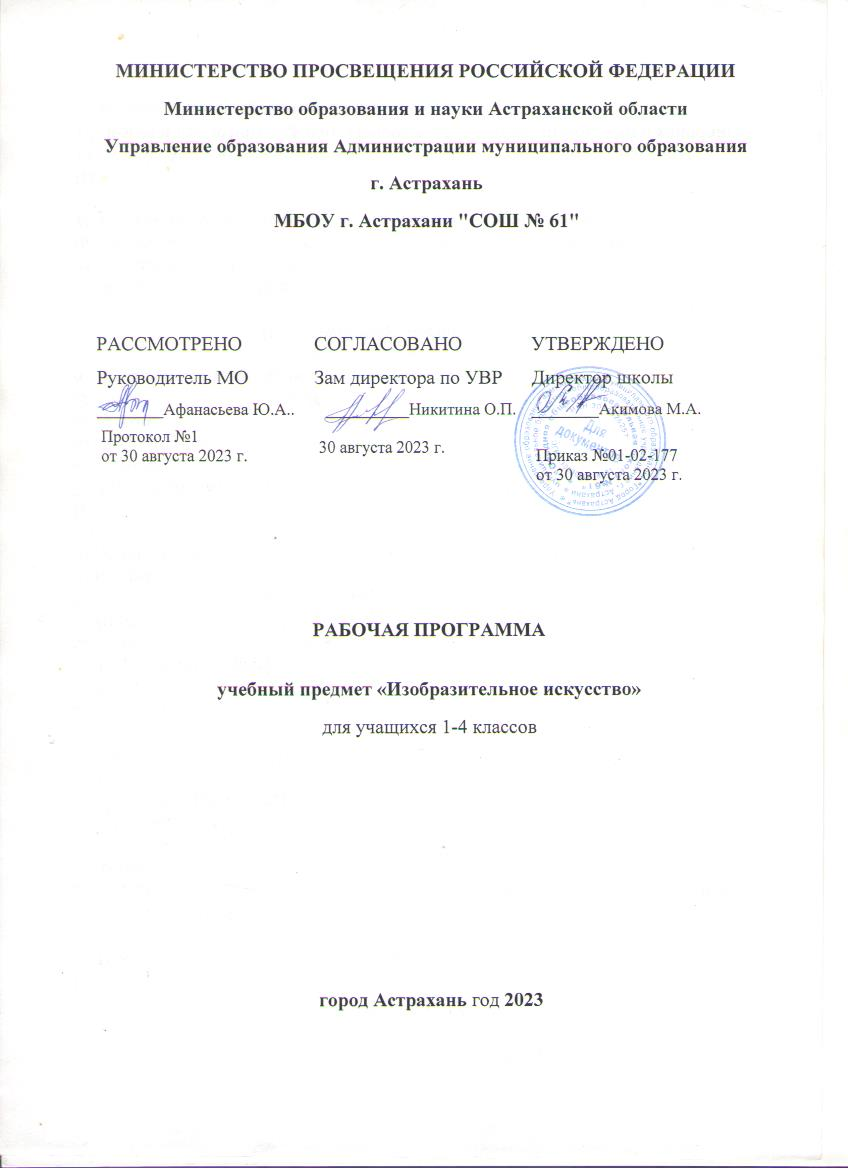 МИНИСТЕРСТВО ПРОСВЕЩЕНИЯ РОССИЙСКОЙ ФЕДЕРАЦИИ
Министерство образования и науки Астраханской области
Управление образования Администрации муниципального образования
г. Астрахань
МБОУ г. Астрахани "СОШ № 61"
РАССМОТРЕНО
Руководитель МО
Афанасьева Ю.А..
Протокол №1
от 30 августа 2023 г.
СОГЛАСОВАНО
Зам директора по УВР
Никитина О.П.
30 августа 2023 г.
УТВЕРЖДЕНО
Директор школы
Акимова М.А.
Приказ №01-02-177
от 30 августа 2023 г.
Для
документов
РАБОЧАЯ ПРОГРАММА
учебный предмет «Изобразительное искусство»
для учащихся 1-4 классов
город Астрахань год 2023